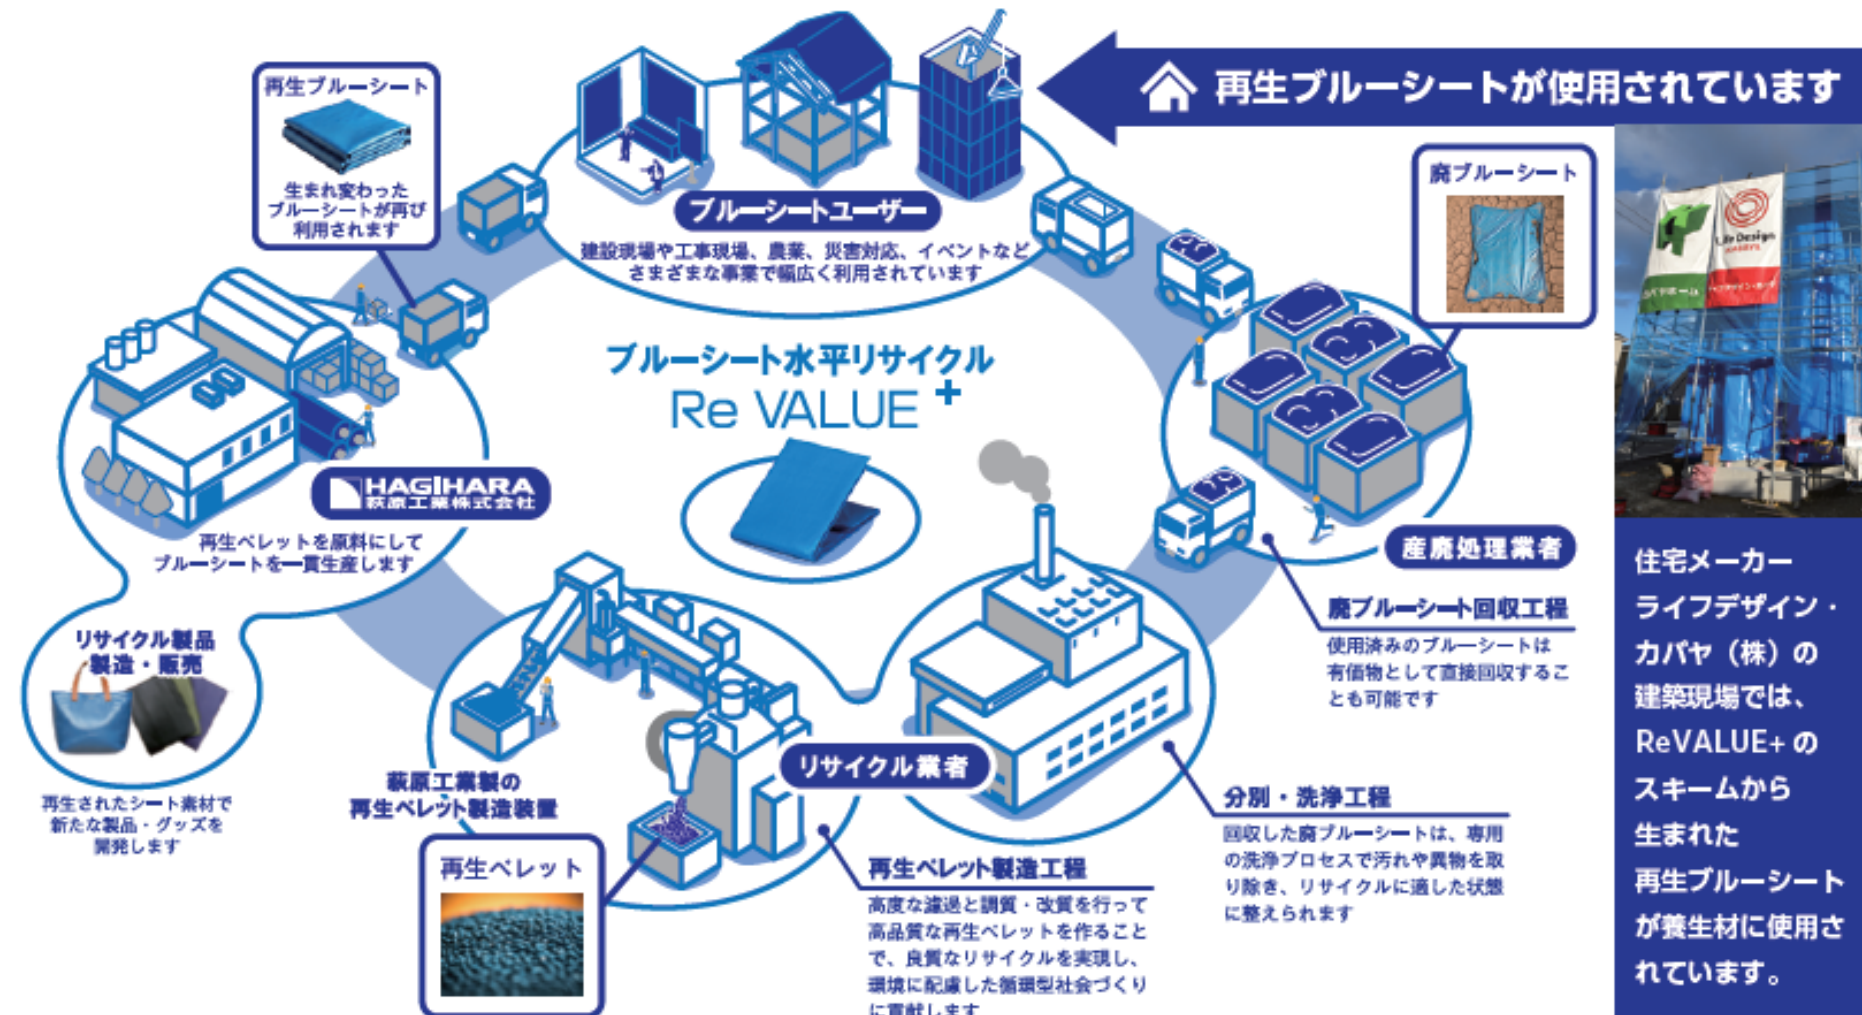 再生ブルーシートが使用されています
再生ブルーシート
生まれ変わった
ブルーシートが再び
利用されます
ブルーシートユーザー
建設現場や工事現場、農業、災害対応、イベントなど
さまざまな事業で幅広く利用されています
廃ブルーシート
Life Design
ブルーシート水平リサイクル
Re VALUE +
HAGIHARA
萩原工業株式会社
再生ペレットを原料にして
ブルーシートを一貫生産します
産廃処理業者
廃ブルーシート回収工程
使用済みのブルーシートは
有価物として直接回収するこ
とも可能です
リサイクル製品
製造・販売
再生されたシート素材で
新たな製品・グッズを
開発します
萩原工業製の
再生ペレット製造装置
リサイクル業者
再生ペレット
再生ペレット製造工程
高度な濾過と調質・改質を行って
高品質な再生ペレットを作ること
で、良質なリサイクルを実現し、
環境に配慮した循環型社会づくり
に貢献します
分別・洗浄工程
回収した廃ブルーシートは、専用
の洗浄プロセスで汚れや異物を取
り除き、リサイクルに適した状態
に整えられます
住宅メーカー
ライフデザイン・
カバヤ（株）の
建築現場では、
ReVALUE+ の
スキームから
生まれた
再生ブルーシート
が養生材に使用さ
れています。